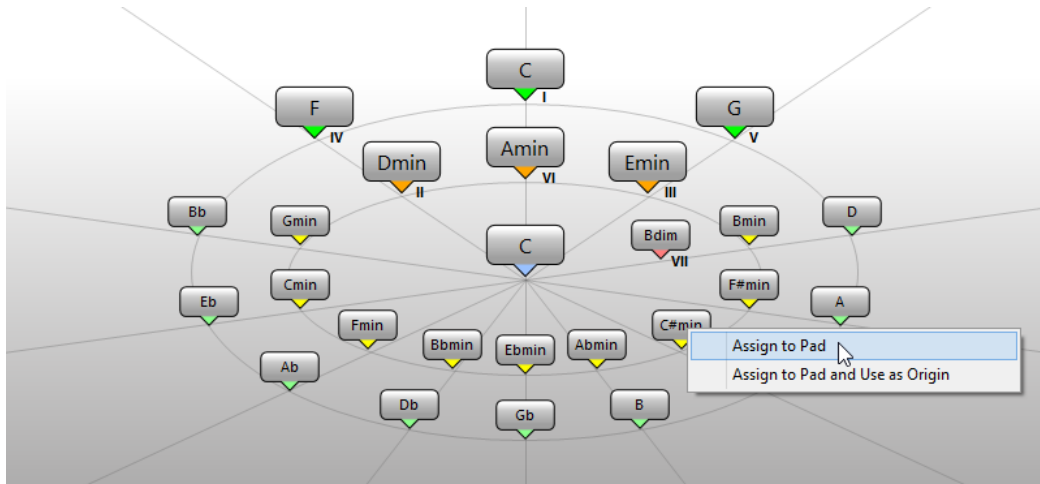 C
I
F
IV
G
V
Amin
VI
Dmin
II
Emin
III
Bb
Gmin
Bdim
VII
Bmin
D
C
Eb
Cmin
F#min
A
Fmin
C#min
Bbmin
Ebmin
Abmin
Assign to Pad
Assign to Pad and Use as Origin
Ab
Db
Gb
B